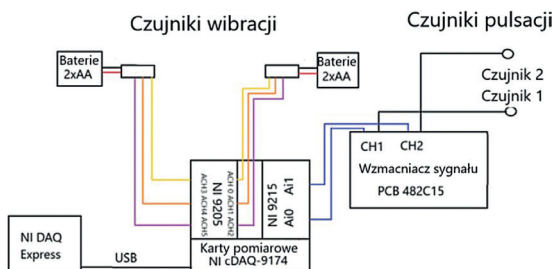 Czujniki wibracji
Czujniki pulsacji
Baterie
2xAA
Baterie
2xAA
Czujnik 2
Czujnik 1
CH1
CH2
Wzmacniacz sygnału
PCB 482C15
ACH3 ACH4 ACH5
NI 9205
ACH 0 ACH1 ACH2
NI 9215
Ai0 Ai1
Karty pomiarowe
NI cDAQ-9174
NI DAQ
Express
USB